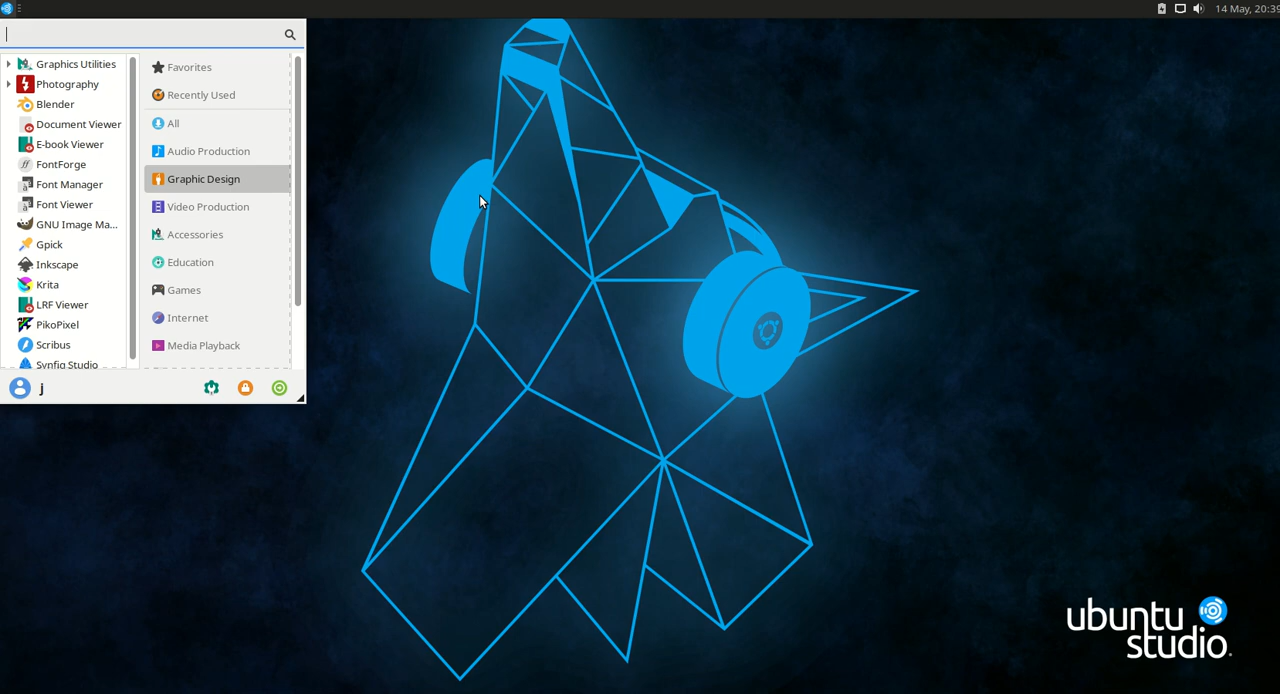 14 May, 20:39
Graphics Utilities
Photography
Blender
Document Viewer
E-book Viewer
FontForge
Font Manager
Font Viewer
GNU Image Ma...
Gpick
Inkscape
Krita
LRF Viewer
PikoPixel
Scribus
Synfig Studio
Favorites
Recently Used
All
Audio Production
Graphic Design
Video Production
Accessories
Education
Games
Internet
Media Playback
j
ubuntu
studio